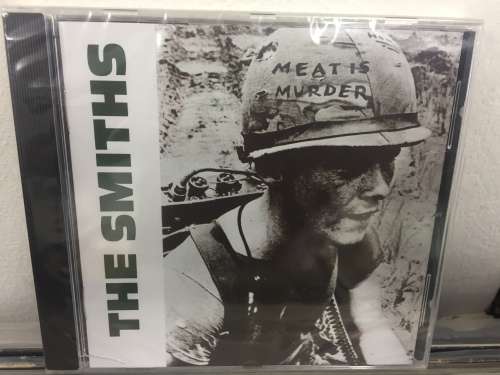 THE SMITHS
MEAT IS
MURDER